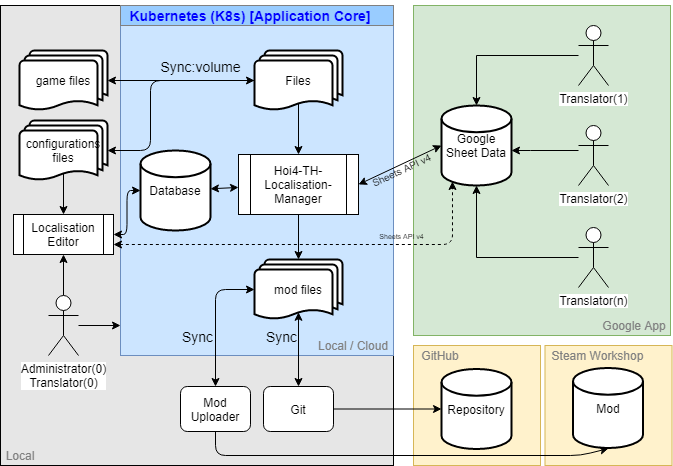 Kubernetes (K8s) [Application Core]
game files
Sync:volume
Files
configurations
files
Hoi4-TH-
Localisation-
Manager
Database
Localisation
Editor
Sheets API v4
Sheets API v4
Google
Sheet Data
Translator(1)
Translator(2)
Translator(n)
Google App
mod files
Sync
Sync
Local / Cloud
Administrator(0)
Translator(0)
Mod
Uploader
Git
Local
GitHub
Repository
Steam Workshop
Mod